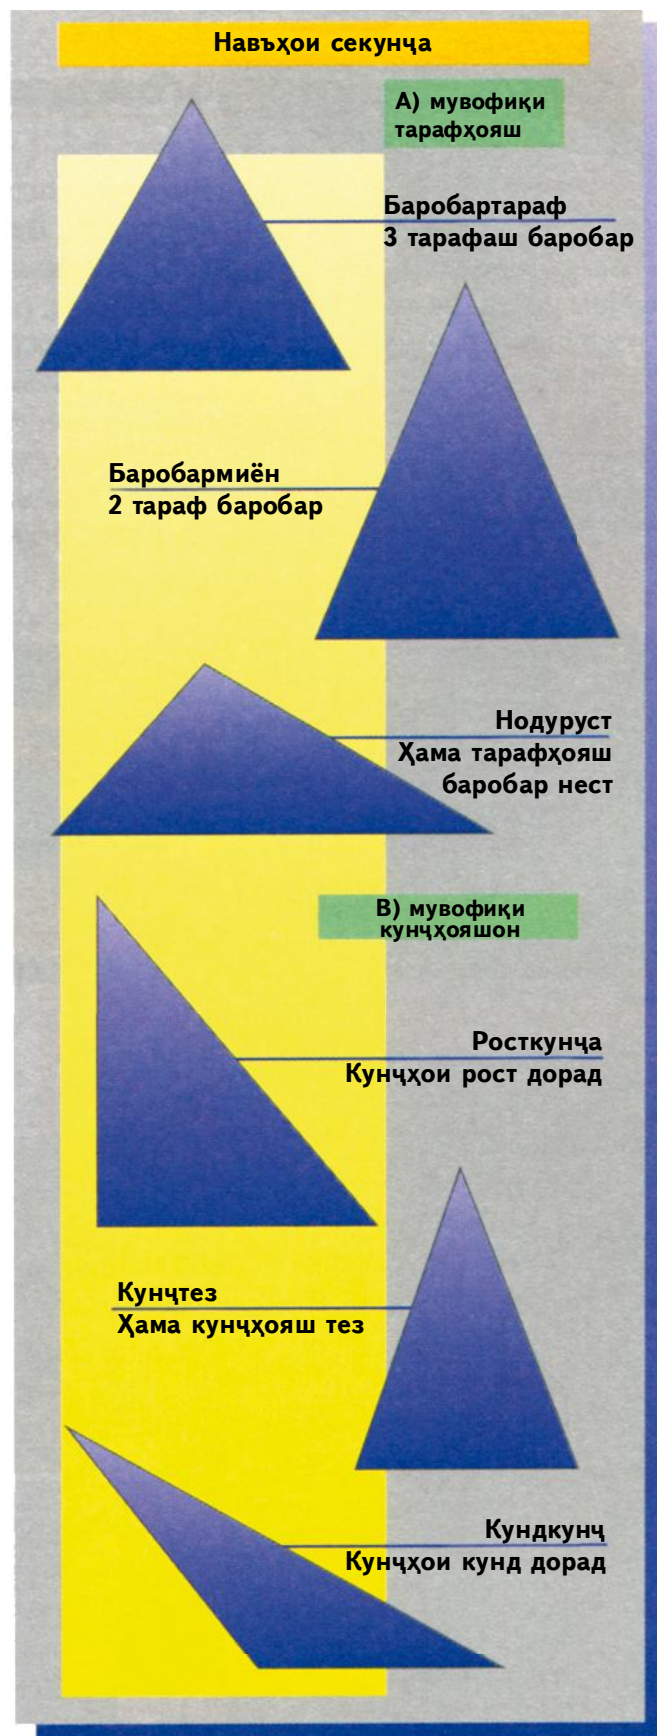 Навъҳои секунҷа
А) мувофиқи
тарафҳояш
Баробартараф
3 тарафаш баробар
Баробармиён
2 тараф баробар
Нодуруст
Ҳама тарафҳояш
баробар нест
В) мувофиқи
кунҷҳояшон
Росткунҷа
Кунҷҳои рост дорад
Кунҷтез
Ҳама кунҷҳояш тез
Кундкунҷ
Кунҷҳои кунд дорад